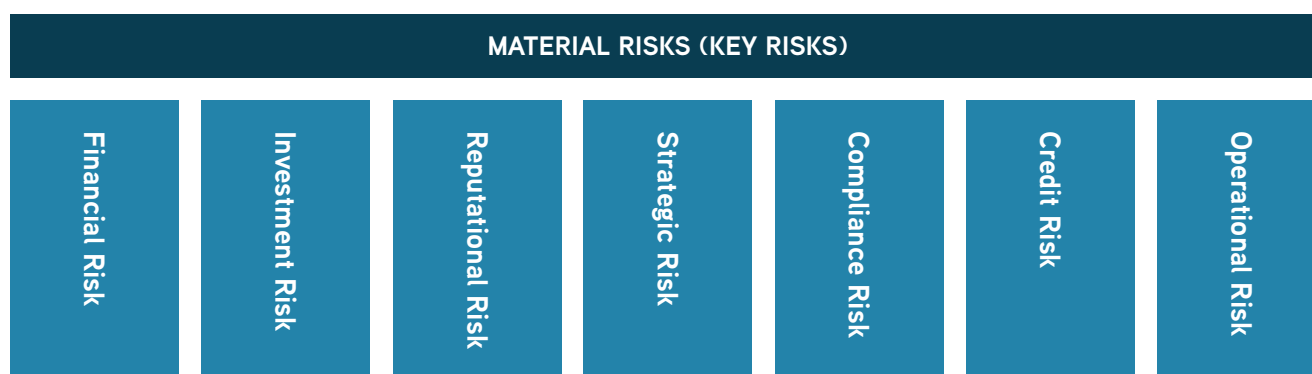 MATERIAL RISKS (KEY RISKS)
Financial Risk
Investment Risk
Reputational Risk
Strategic Risk
Compliance Risk
Credit Risk
Operational Risk